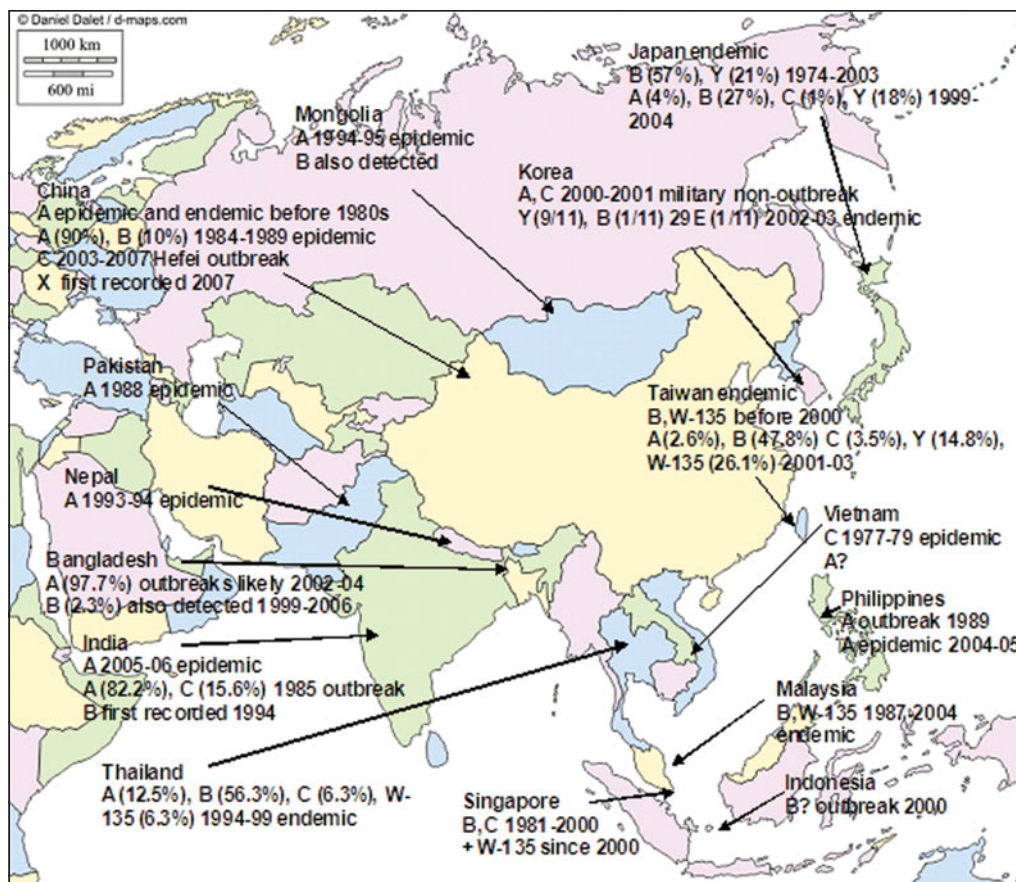 © Daniel Dalet / d-maps.com
1000 km
600 mi
Japan endemic
B (57%), Y (21%) 1974-2003
A (4%), B (27%), C (1%), Y (18%) 1999-
2004
Mongolia
A 1994-95 epidemic
B also detected
Korea
A, C 2000-2001 military non-outbreak
Y (9/11), B (1/11) 29E (1/11) 2002-03 endemic
China
A epidemic and endemic before 1980s
A (90%), B (10%) 1984-1989 epidemic
C 2003-2007 Hefei outbreak
X first recorded 2007
Pakistan
A 1988 epidemic
Taiwan endemic
B, W-135 before 2000
A (2.6%), B (47.8%) C (3.5%), Y (14.8%),
W-135 (26.1%) 2001-03
Nepal
A 1993-94 epidemic
Vietnam
C 1977-79 epidemic
A?
Bangladesh
A (97.7%) outbreaks likely 2002-04
B (2.3%) also detected 1999-2006
Philippines
A outbreak 1989
A epidemic 2004-05
India
A 2005-06 epidemic
A (82.2%), C (15.6%) 1985 outbreak
B first recorded 1994
Malaysia
B, W-135 1987-2004
endemic
Thailand
A (12.5%), B (56.3%), C (6.3%), W-
135 (6.3%) 1994-99 endemic
Singapore
B, C 1981-2000
+ W-135 since 2000
Indonesia
B? outbreak 2000